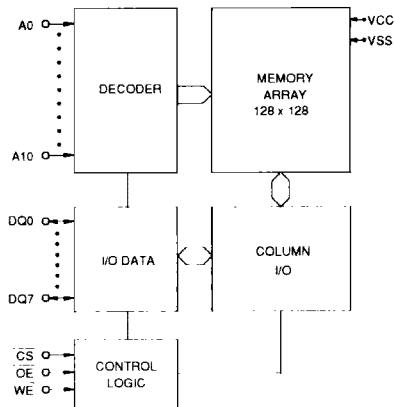 A0
VCC
VSS
DECODER
MEMORY
ARRAY
128 x 128
A10
DQ0
I/O DATA
COLUMN
I/O
DQ7
CS
OE
WE
CONTROL
LOGIC